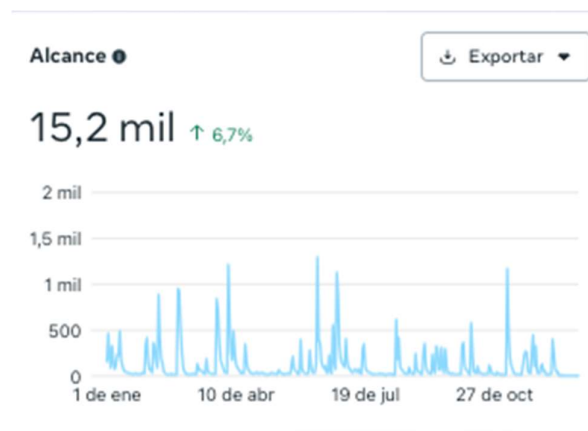 Alcance
Exportar
15,2 mil ↑ 6,7%
2 mil
1,5 mil
1 mil
500
0
1 de ene 10 de abr 19 de jul 27 de oct